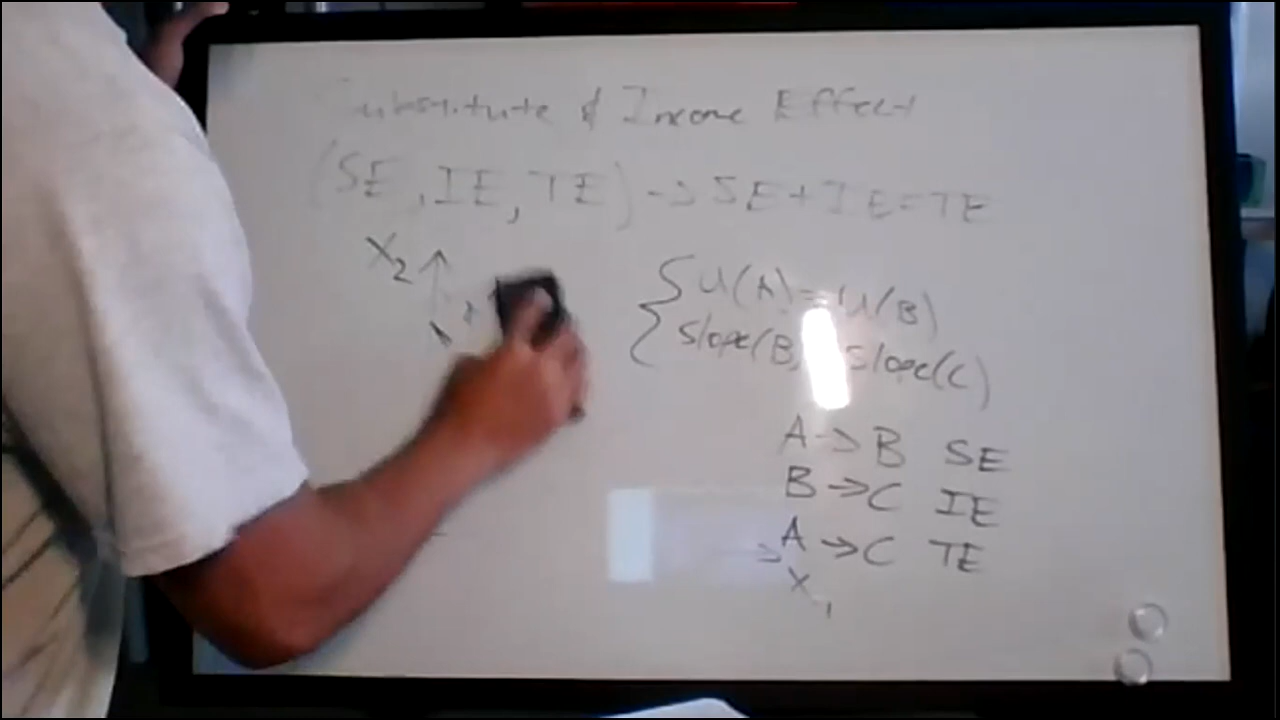 Substitute & Income Effect
(SE, IE, TE) → SE + IE = TE
X2
{ U(A) = U(B)
slope(B) slope(C)
A → B SE
B → C IE
A → C TE
X1